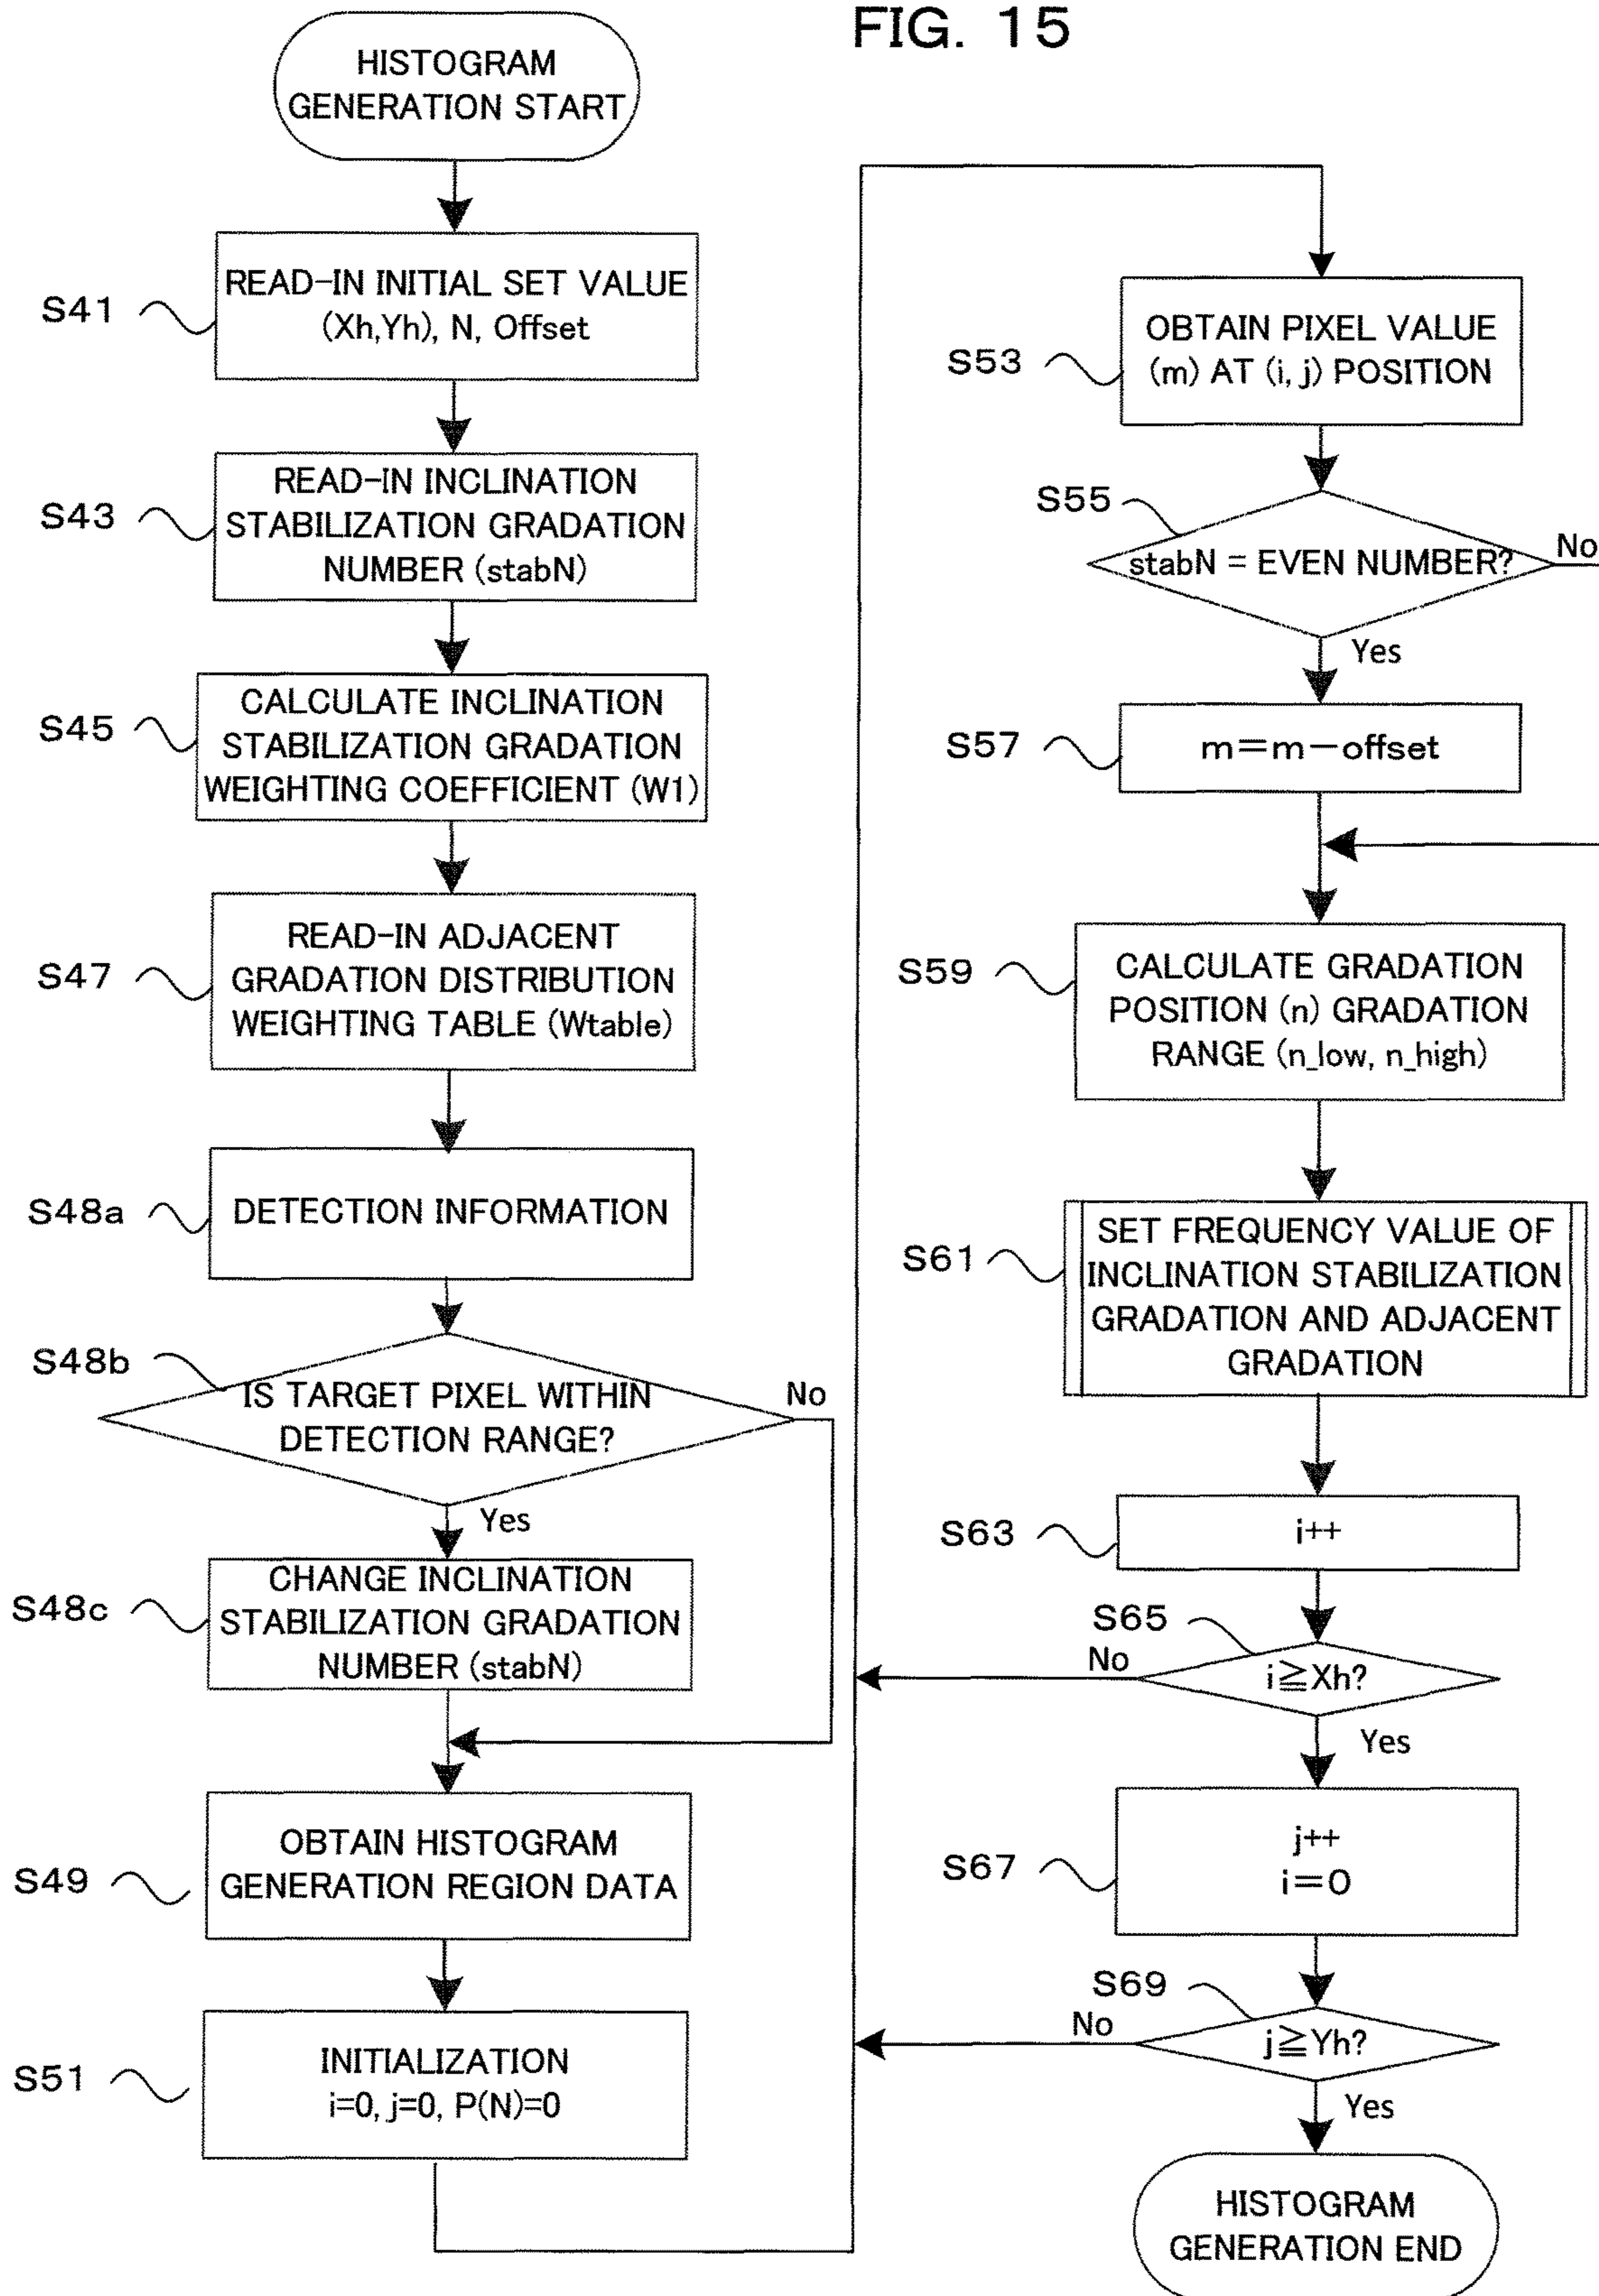 FIG. 15
HISTOGRAM
GENERATION START
S41
READ-IN INITIAL SET VALUE
(Xh,Yh), N, Offset
S43
READ-IN INCLINATION
STABILIZATION GRADATION
NUMBER (stabN)
S45
CALCULATE INCLINATION
STABILIZATION GRADATION
WEIGHTING COEFFICIENT (W1)
S47
READ-IN ADJACENT
GRADATION DISTRIBUTION
WEIGHTING TABLE (Wtable)
S48a
DETECTION INFORMATION
S48b
IS TARGET PIXEL WITHIN
DETECTION RANGE?
No
Yes
S48c
CHANGE INCLINATION
STABILIZATION GRADATION
NUMBER (stabN)
S49
OBTAIN HISTOGRAM
GENERATION REGION DATA
S51
INITIALIZATION
i=0, j=0, P(N)=0
S53
OBTAIN PIXEL VALUE
(m) AT (i, j) POSITION
S55
stabN = EVEN NUMBER?
No
Yes
S57
m=m-offset
S59
CALCULATE GRADATION
POSITION (n) GRADATION
RANGE (n_low, n_high)
S61
SET FREQUENCY VALUE OF
INCLINATION STABILIZATION
GRADATION AND ADJACENT
GRADATION
S63
i++
S65
i≧Xh?
No
Yes
S67
j++
i=0
S69
j≧Yh?
No
Yes
HISTOGRAM
GENERATION END